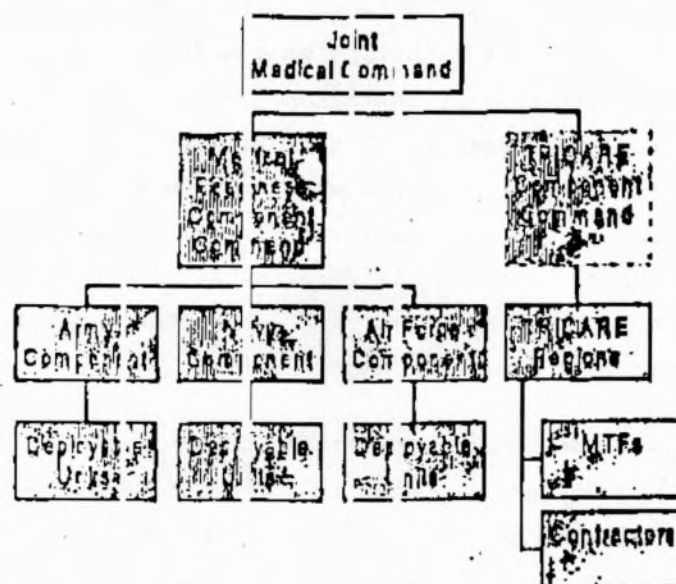 Joint
Medical Command
Medical
Readiness
Component
Command
TRICARE
Component
Command
Army
Component
Navy
Component
Air Force
Components
TRICARE
Regions
Deployable
Units
Deployable
Units
Deployable
Units
MTFs
Contractors